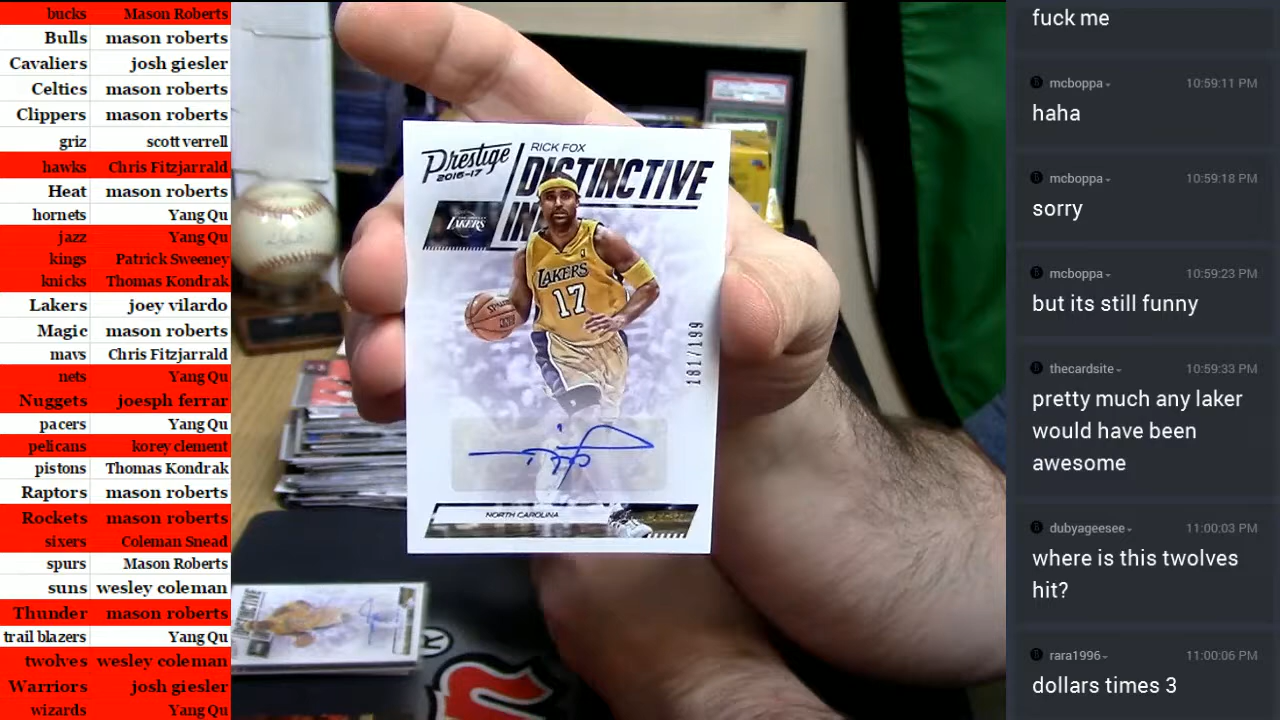 bucks Mason Roberts
Bulls mason roberts
Cavaliers josh giesler
Celtics mason roberts
Clippers mason roberts
griz scott verrell
hawks Chris Fitzjarrald
Heat mason roberts
hornets Yang Qu
jazz Yang Qu
kings Patrick Sweeney
knicks Thomas Kondrak
Lakers joey vilardo
Magic mason roberts
mavs Chris Fitzjarrald
nets Yang Qu
Nuggets joesph ferrar
pacers Yang Qu
pelicans korey clement
pistons Thomas Kondrak
Raptors mason roberts
Rockets mason roberts
sixers Coleman Snead
spurs Mason Roberts
suns wesley coleman
Thunder mason roberts
trail blazers Yang Qu
twolves wesley coleman
Warriors josh giesler
wizards Yang Qu
Prestige
2016-17
RICK FOX
DISTINCTIVE
IN
LAKERS
LAKERS
17
181/199
NORTH CAROLINA
DISTINCTIVE
®
fuck me
mcboppa 10:59:11 PM
haha
mcboppa 10:59:18 PM
sorry
mcboppa 10:59:23 PM
but its still funny
thecardsite 10:59:33 PM
pretty much any laker
would have been
awesome
dubyageesee 11:00:03 PM
where is this twolves
hit?
rara1996 11:00:06 PM
dollars times 3